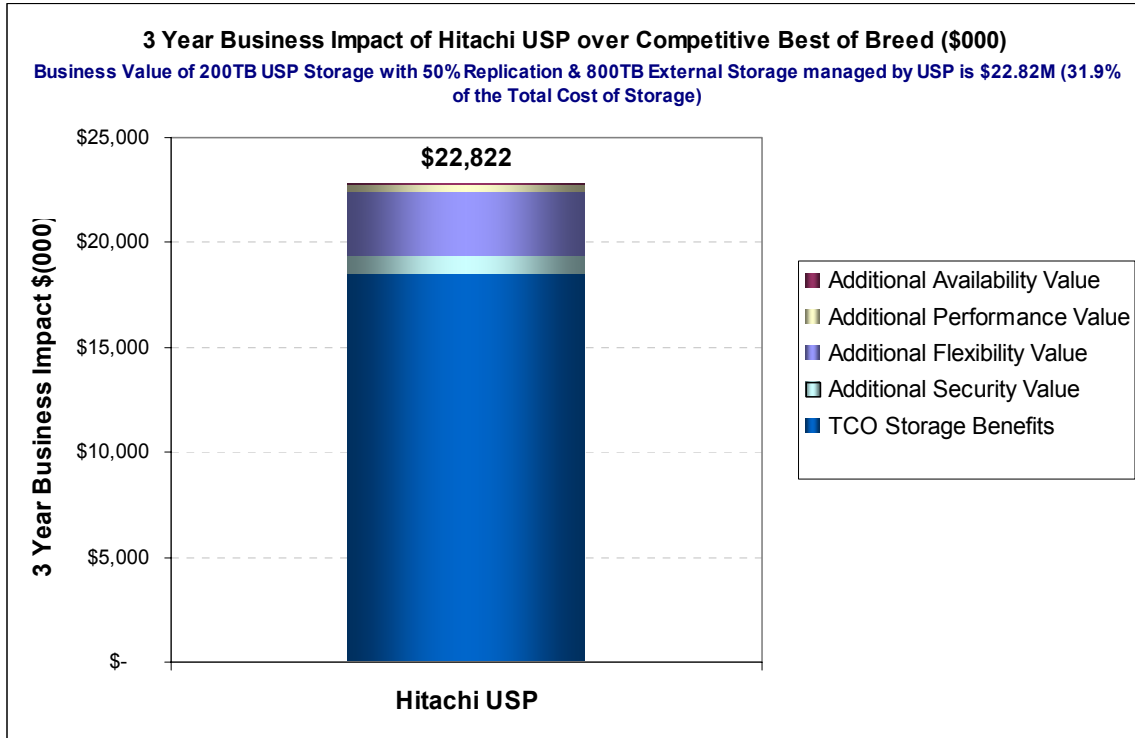 3 Year Business Impact of Hitachi USP over Competitive Best of Breed ($000)
Business Value of 200TB USP Storage with 50% Replication & 800TB External Storage managed by USP is $22.82M (31.9%
of the Total Cost of Storage)
$25,000
$22,822
$20,000
$15,000
$10,000
$5,000
$-
3 Year Business Impact $(000)
Hitachi USP
Additional Availability Value
Additional Performance Value
Additional Flexibility Value
Additional Security Value
TCO Storage Benefits